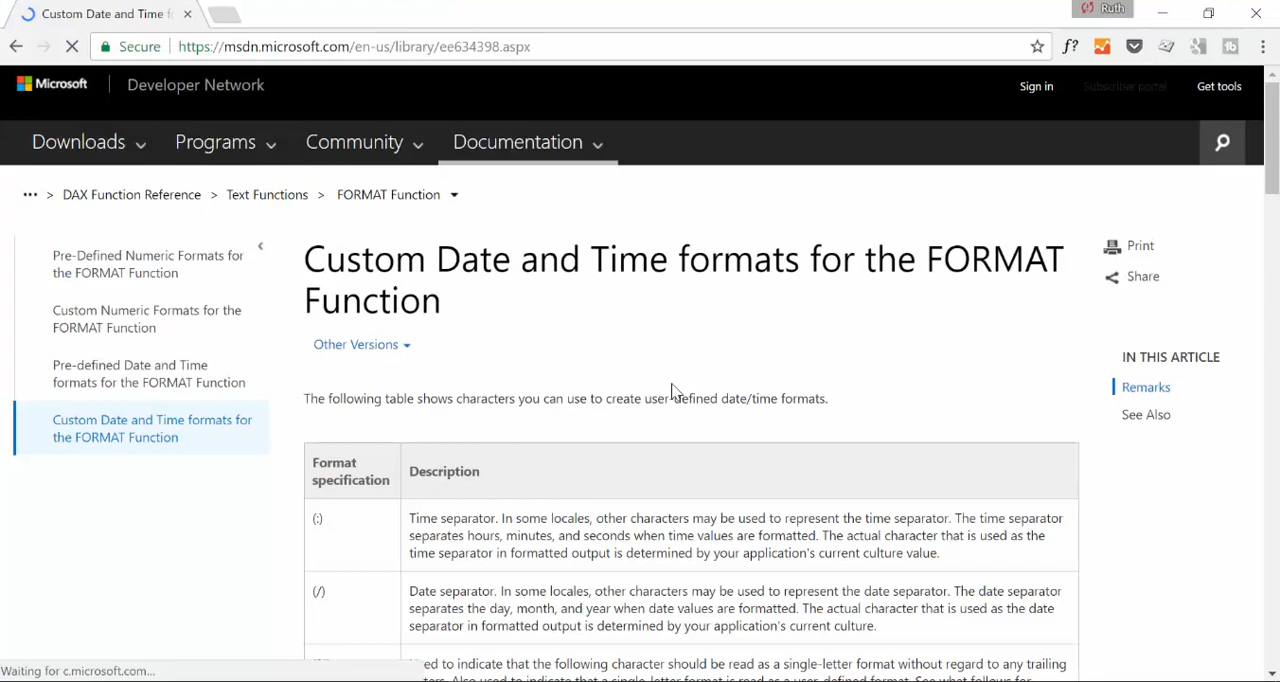 Custom Date and Time f
Ruth
Secure
https://msdn.microsoft.com/en-us/library/ee634398.aspx
f?
Microsoft
Developer Network
Sign in
Subscriber portal
Get tools
Downloads
Programs
Community
Documentation
... > DAX Function Reference > Text Functions > FORMAT Function
Pre-Defined Numeric Formats for
the FORMAT Function
Custom Numeric Formats for the
FORMAT Function
Pre-defined Date and Time
formats for the FORMAT Function
Custom Date and Time formats for
the FORMAT Function
Custom Date and Time formats for the FORMAT
Function
Other Versions
The following table shows characters you can use to create user-defined date/time formats.
Print
Share
IN THIS ARTICLE
Remarks
See Also
Format
specification
Description
(:)
Time separator. In some locales, other characters may be used to represent the time separator. The time separator
separates hours, minutes, and seconds when time values are formatted. The actual character that is used as the
time separator in formatted output is determined by your application's current culture value.
(/)
Date separator. In some locales, other characters may be used to represent the date separator. The date separator
separates the day, month, and year when date values are formatted. The actual character that is used as the date
separator in formatted output is determined by your application's current culture.
to indicate that the following character should be read as a single-letter format without regard to any trailing
Waiting for c.microsoft.com...